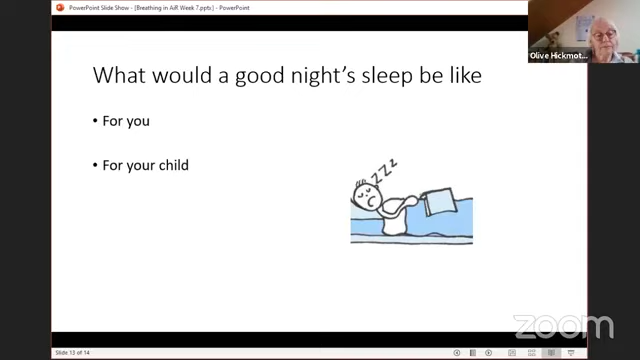 PowerPoint Slide Show - [Breathing in AiR Week 7.ppts] - PowerPoint
Olive Hickmot...
What would a good night's sleep be like
• For you
• For your child
zzz
zoom
Slide 13 of 14